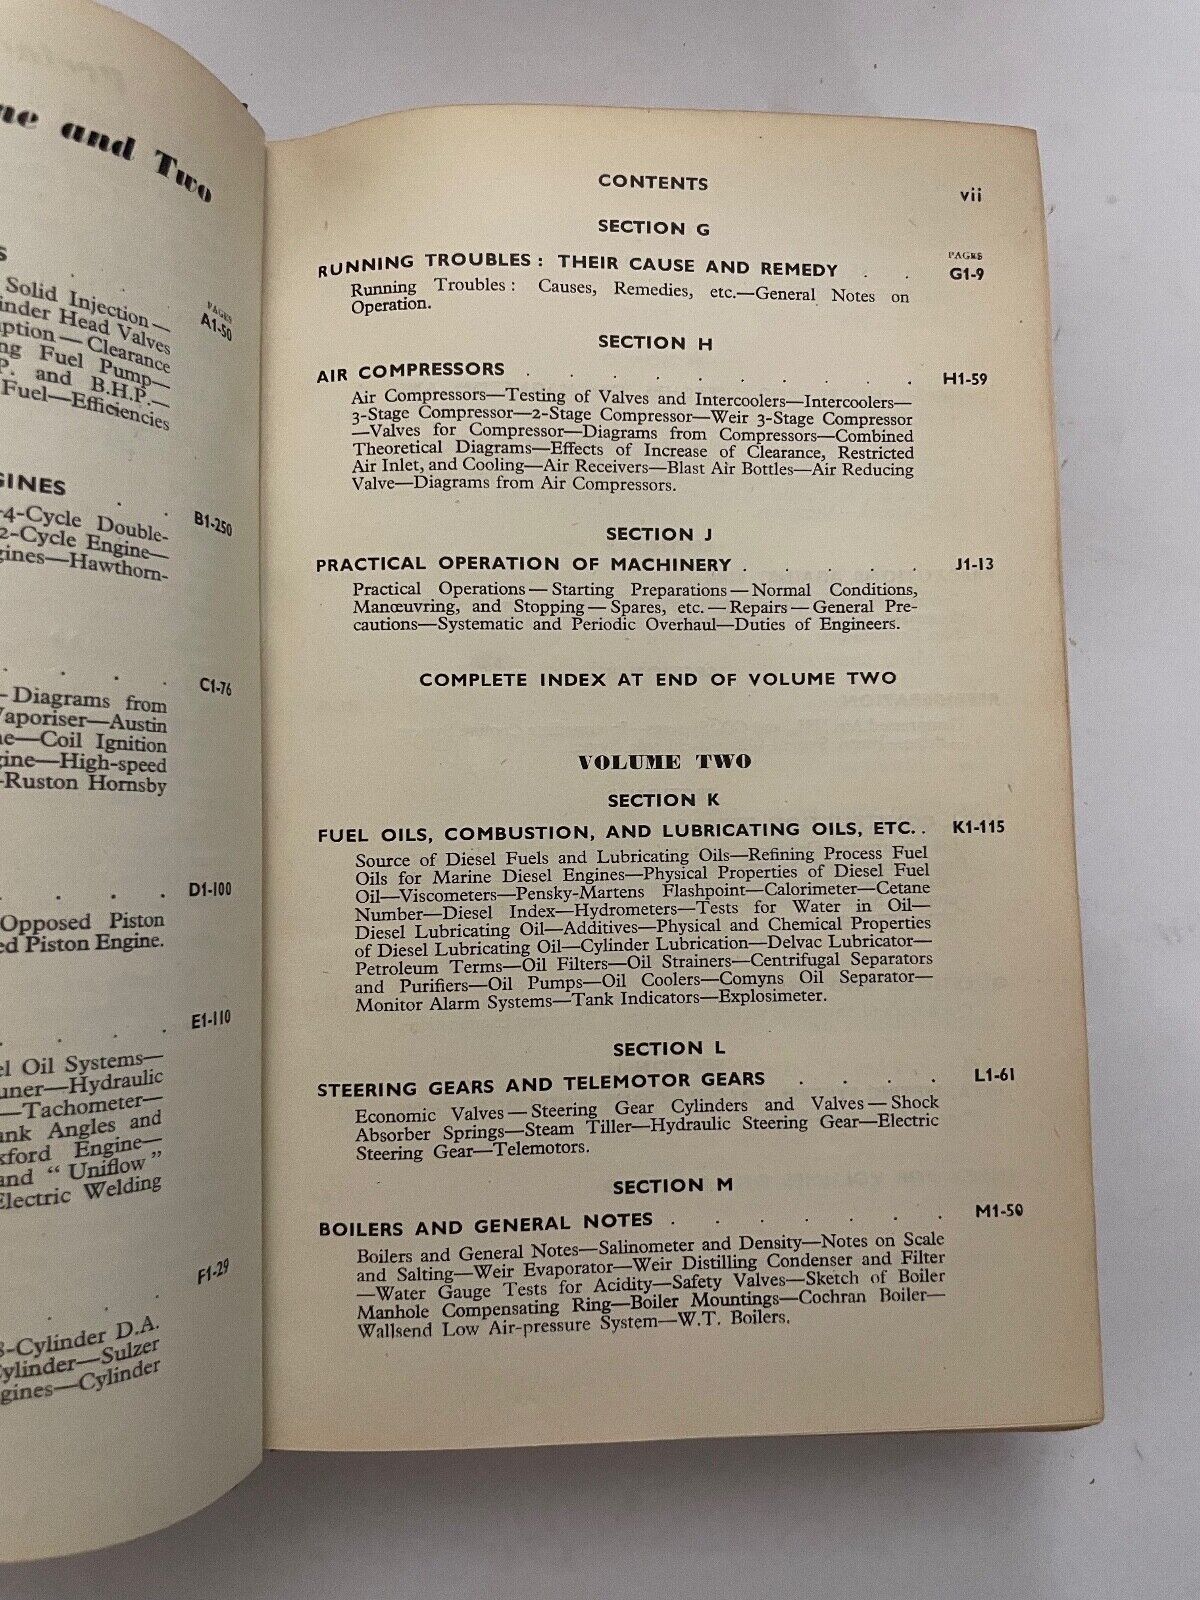 ne and Two
S
Solid Injection—
PAGES
A1-50
inder Head Valves
ption—Clearance
ng Fuel Pump—
P. and B.H.P.—
Fuel—Efficiencies
GINES
B1-250
-4-Cycle Double-
2-Cycle Engine—
gines—Hawthorn-
C1-76
- Diagrams from
Vaporiser—Austin
ne—Coil Ignition
gine—High-speed
-Ruston Hornsby
D1-100
Opposed Piston
ed Piston Engine.
E1-110
el Oil Systems—
uner—Hydraulic
—Tachometer—
ank Angles and
xford Engine—
and “Uniflow”
Electric Welding
F1-29
8-Cylinder D.A.
Cylinder—Sulzer
gines—Cylinder
CONTENTS vii
SECTION G
PAGES
RUNNING TROUBLES : THEIR CAUSE AND REMEDY . . G1-9
Running Troubles : Causes, Remedies, etc.—General Notes on
Operation.
SECTION H
AIR COMPRESSORS . . . . . . . . . H1-59
Air Compressors—Testing of Valves and Intercoolers—Intercoolers—
3-Stage Compressor—2-Stage Compressor—Weir 3-Stage Compressor
—Valves for Compressor—Diagrams from Compressors—Combined
Theoretical Diagrams—Effects of Increase of Clearance, Restricted
Air Inlet, and Cooling—Air Receivers—Blast Air Bottles—Air Reducing
Valve—Diagrams from Air Compressors.
SECTION J
PRACTICAL OPERATION OF MACHINERY . . . . . J1-13
Practical Operations—Starting Preparations—Normal Conditions,
Manœuvring, and Stopping—Spares, etc.—Repairs—General Pre-
cautions—Systematic and Periodic Overhaul—Duties of Engineers.
COMPLETE INDEX AT END OF VOLUME TWO
VOLUME TWO
SECTION K
FUEL OILS, COMBUSTION, AND LUBRICATING OILS, ETC. . K1-115
Source of Diesel Fuels and Lubricating Oils—Refining Process Fuel
Oils for Marine Diesel Engines—Physical Properties of Diesel Fuel
Oil—Viscometers—Pensky-Martens Flashpoint—Calorimeter—Cetane
Number—Diesel Index—Hydrometers—Tests for Water in Oil—
Diesel Lubricating Oil—Additives—Physical and Chemical Properties
of Diesel Lubricating Oil—Cylinder Lubrication—Delvac Lubricator—
Petroleum Terms—Oil Filters—Oil Strainers—Centrifugal Separators
and Purifiers—Oil Pumps—Oil Coolers—Comyns Oil Separator—
Monitor Alarm Systems—Tank Indicators—Explosimeter.
SECTION L
STEERING GEARS AND TELEMOTOR GEARS . . . . L1-61
Economic Valves—Steering Gear Cylinders and Valves—Shock
Absorber Springs—Steam Tiller—Hydraulic Steering Gear—Electric
Steering Gear—Telemotors.
SECTION M
BOILERS AND GENERAL NOTES . . . . . . . M1-50
Boilers and General Notes—Salinometer and Density—Notes on Scale
and Salting—Weir Evaporator—Weir Distilling Condenser and Filter
—Water Gauge Tests for Acidity—Safety Valves—Sketch of Boiler
Manhole Compensating Ring—Boiler Mountings—Cochran Boiler—
Wallsend Low Air-pressure System—W.T. Boilers.